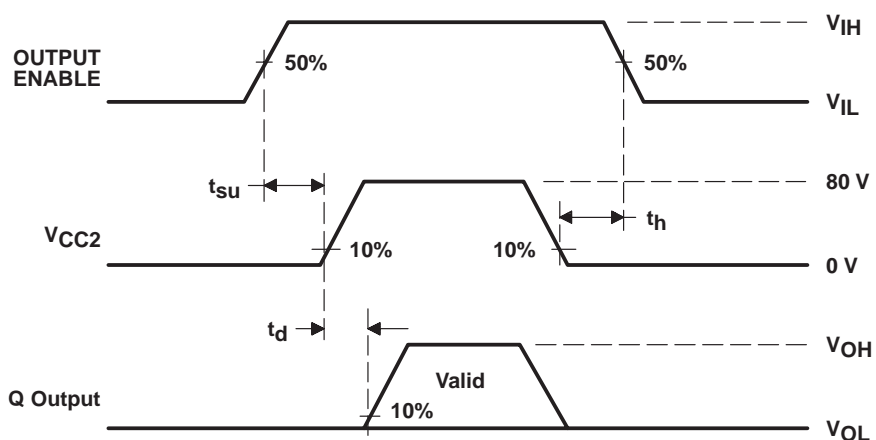 VIH
OUTPUT
ENABLE
50%
50%
VIL
tsu
80 V
th
VCC2
10%
10%
0 V
td
VOH
Valid
Q Output
10%
VOL